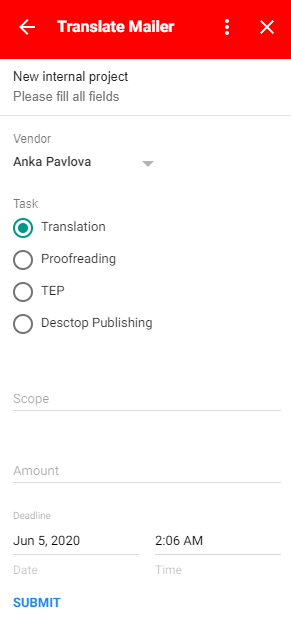 Translate Mailer
New internal project
Please fill all fields
Vendor
Anka Pavlova
Task
Translation
Proofreading
TEP
Desctop Publishing
Scope
Amount
Deadline
Jun 5, 2020 2:06 AM
Date Time
SUBMIT